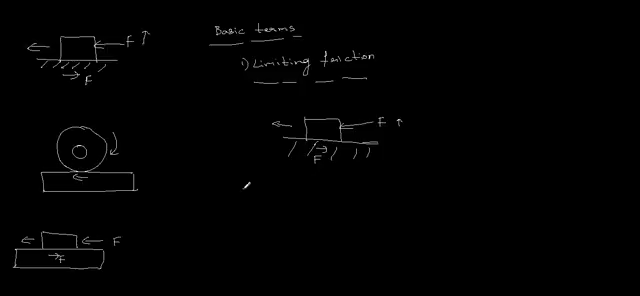 Basic terms
F ↑
1) Limiting friction
F
F ↑
F
F
F